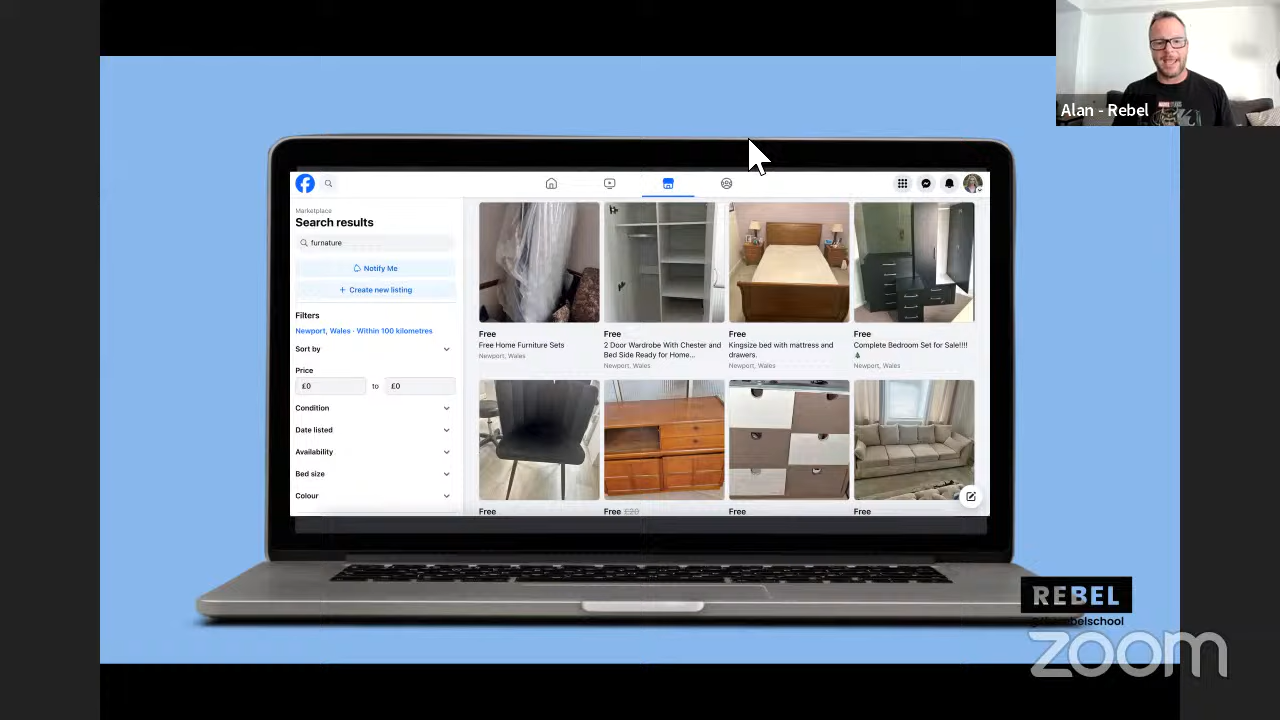 Alan - Rebel
Marketplace
Search results
furnature
Notify Me
+ Create new listing
Filters
Newport, Wales · Within 100 kilometres
Sort by
Price
£0 to £0
Condition
Date listed
Availability
Bed size
Colour
Free
Free Home Furniture Sets
Newport, Wales
Free
2 Door Wardrobe With Chester and
Bed Side Ready for Home...
Newport, Wales
Free
Kingsize bed with mattress and
drawers.
Newport, Wales
Free
Complete Bedroom Set for Sale!!!!
Newport, Wales
Free
Free £20
Free
Free
REBEL
zoom